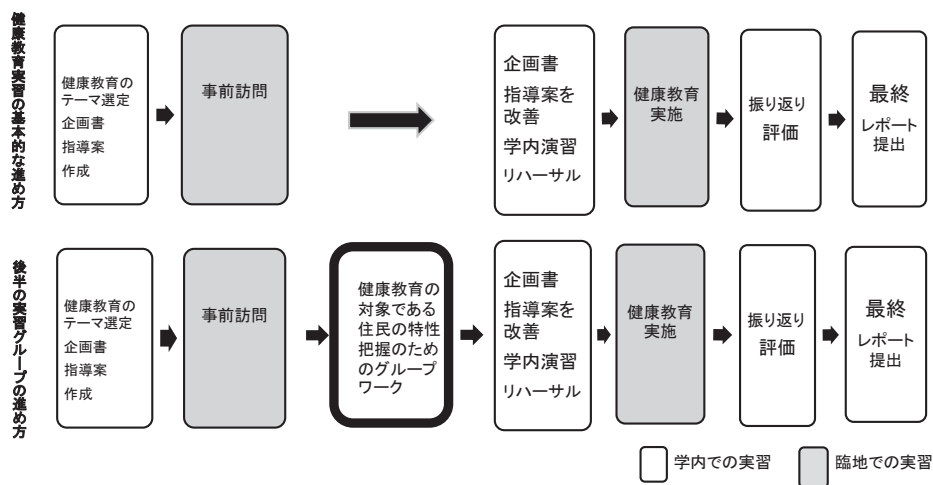 健康教育実習の基本的な進め方
健康教育の
テーマ選定
企画書
指導案
作成
事前訪問
企画書
指導案を
改善
学内演習
リハーサル
健康教育
実施
振り返り
評価
最終
レポート
提出
後半の実習グループの進め方
健康教育の
テーマ選定
企画書
指導案
作成
事前訪問
健康教育の
対象である
住民の特性
把握のため
のグループ
ワーク
企画書
指導案を
改善
学内演習
リハーサル
健康教育
実施
振り返り
評価
最終
レポート
提出
学内での実習
臨地での実習